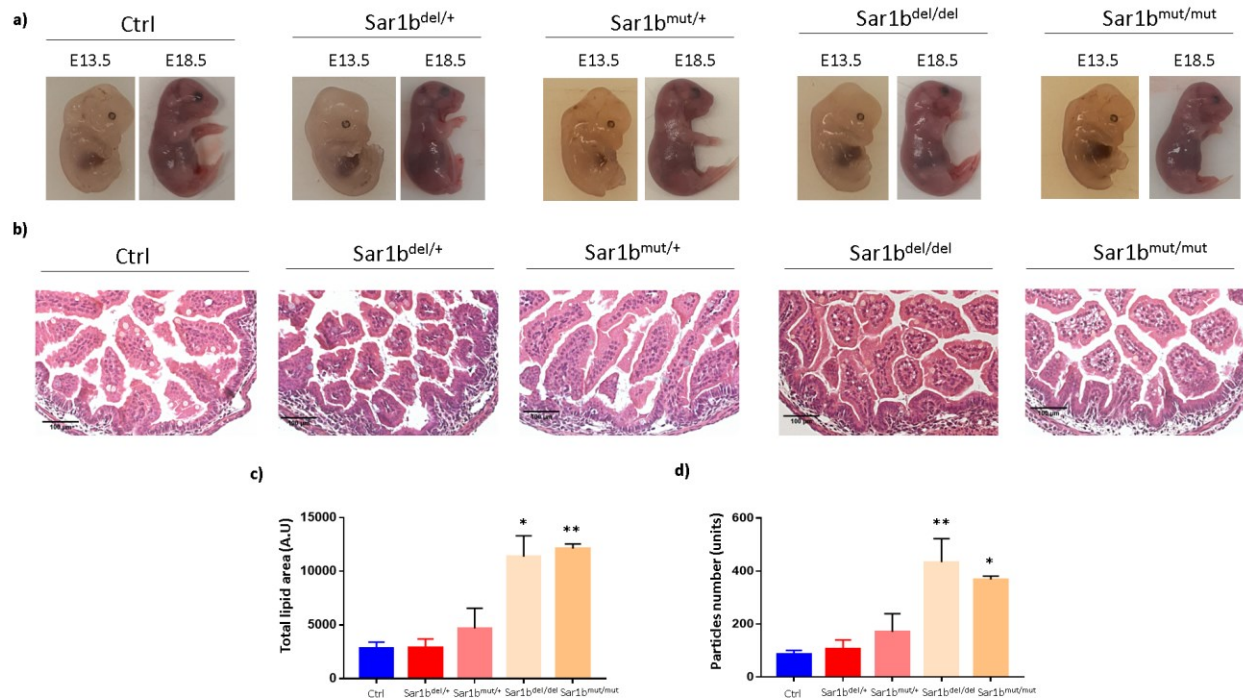 a)
Ctrl
Sar1b^del/+
Sar1b^mut/+
Sar1b^del/del
Sar1b^mut/mut
E13.5 E18.5
E13.5 E18.5
E13.5 E18.5
E13.5 E18.5
E13.5 E18.5
b)
Ctrl
Sar1b^del/+
Sar1b^mut/+
Sar1b^del/del
Sar1b^mut/mut
100 µm
100 µm
100 µm
100 µm
100 µm
c)
Total lipid area (A.U)
15000
10000
5000
0
*
**
Ctrl
Sar1b^del/+
Sar1b^mut/+
Sar1b^del/del
Sar1b^mut/mut
d)
Particles number (units)
600
400
200
0
**
*
Ctrl
Sar1b^del/+
Sar1b^mut/+
Sar1b^del/del
Sar1b^mut/mut